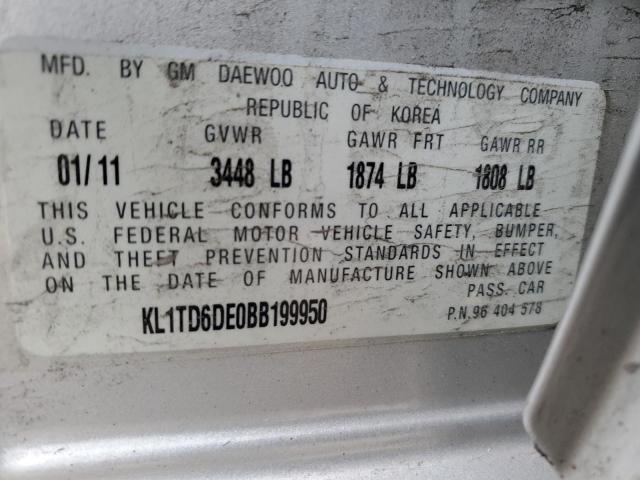 MFD. BY GM DAEWOO AUTO & TECHNOLOGY COMPANY
REPUBLIC OF KOREA
DATE GVWR GAWR FRT GAWR RR
01/11 3448 LB 1874 LB 1808 LB
THIS VEHICLE CONFORMS TO ALL APPLICABLE
U.S. FEDERAL MOTOR VEHICLE SAFETY, BUMPER,
AND THEFT PREVENTION STANDARDS IN EFFECT
ON THE DATE OF MANUFACTURE SHOWN ABOVE
PASS. CAR
KL1TD6DE0BB199950 P.N.96 404 578